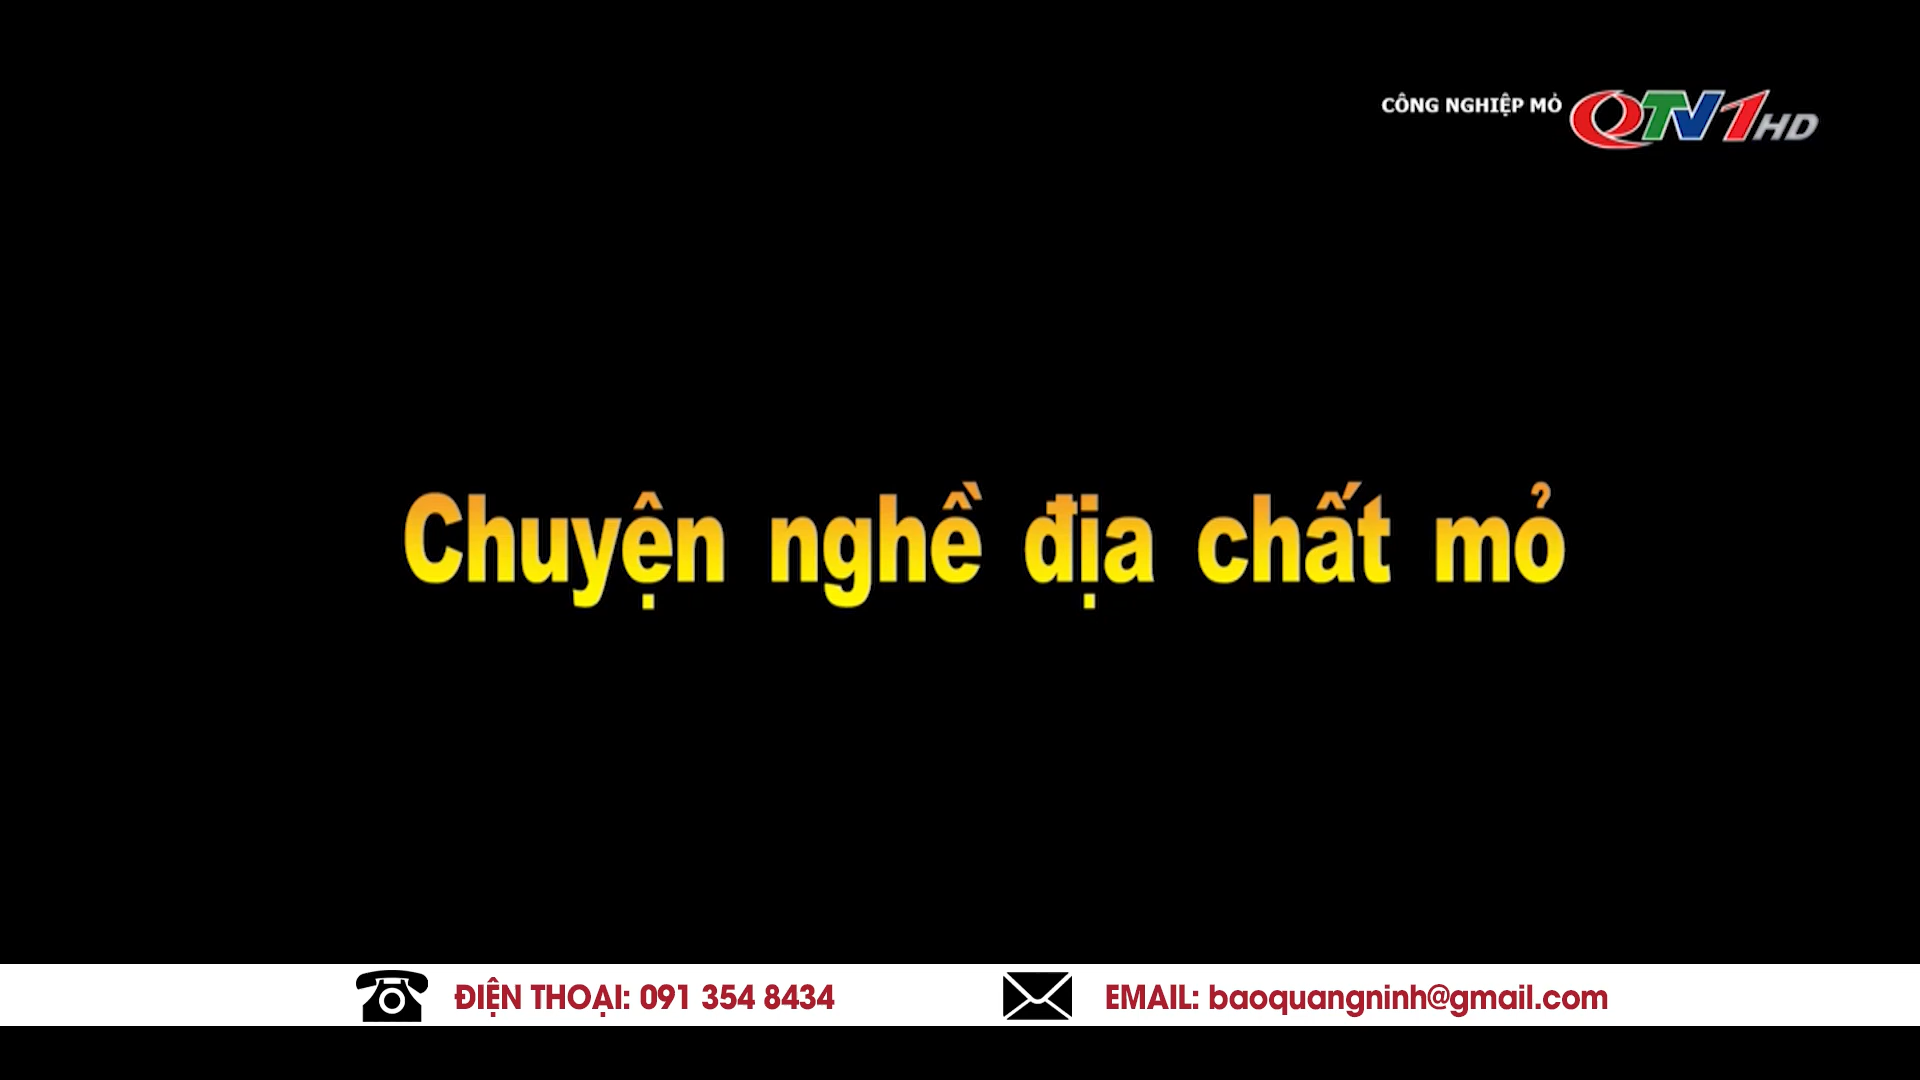 CÔNG NGHIỆP MỎ QTV1HD
Chuyện nghề địa chất mỏ
ĐIỆN THOẠI: 091 354 8434
EMAIL: baoquangninh@gmail.com